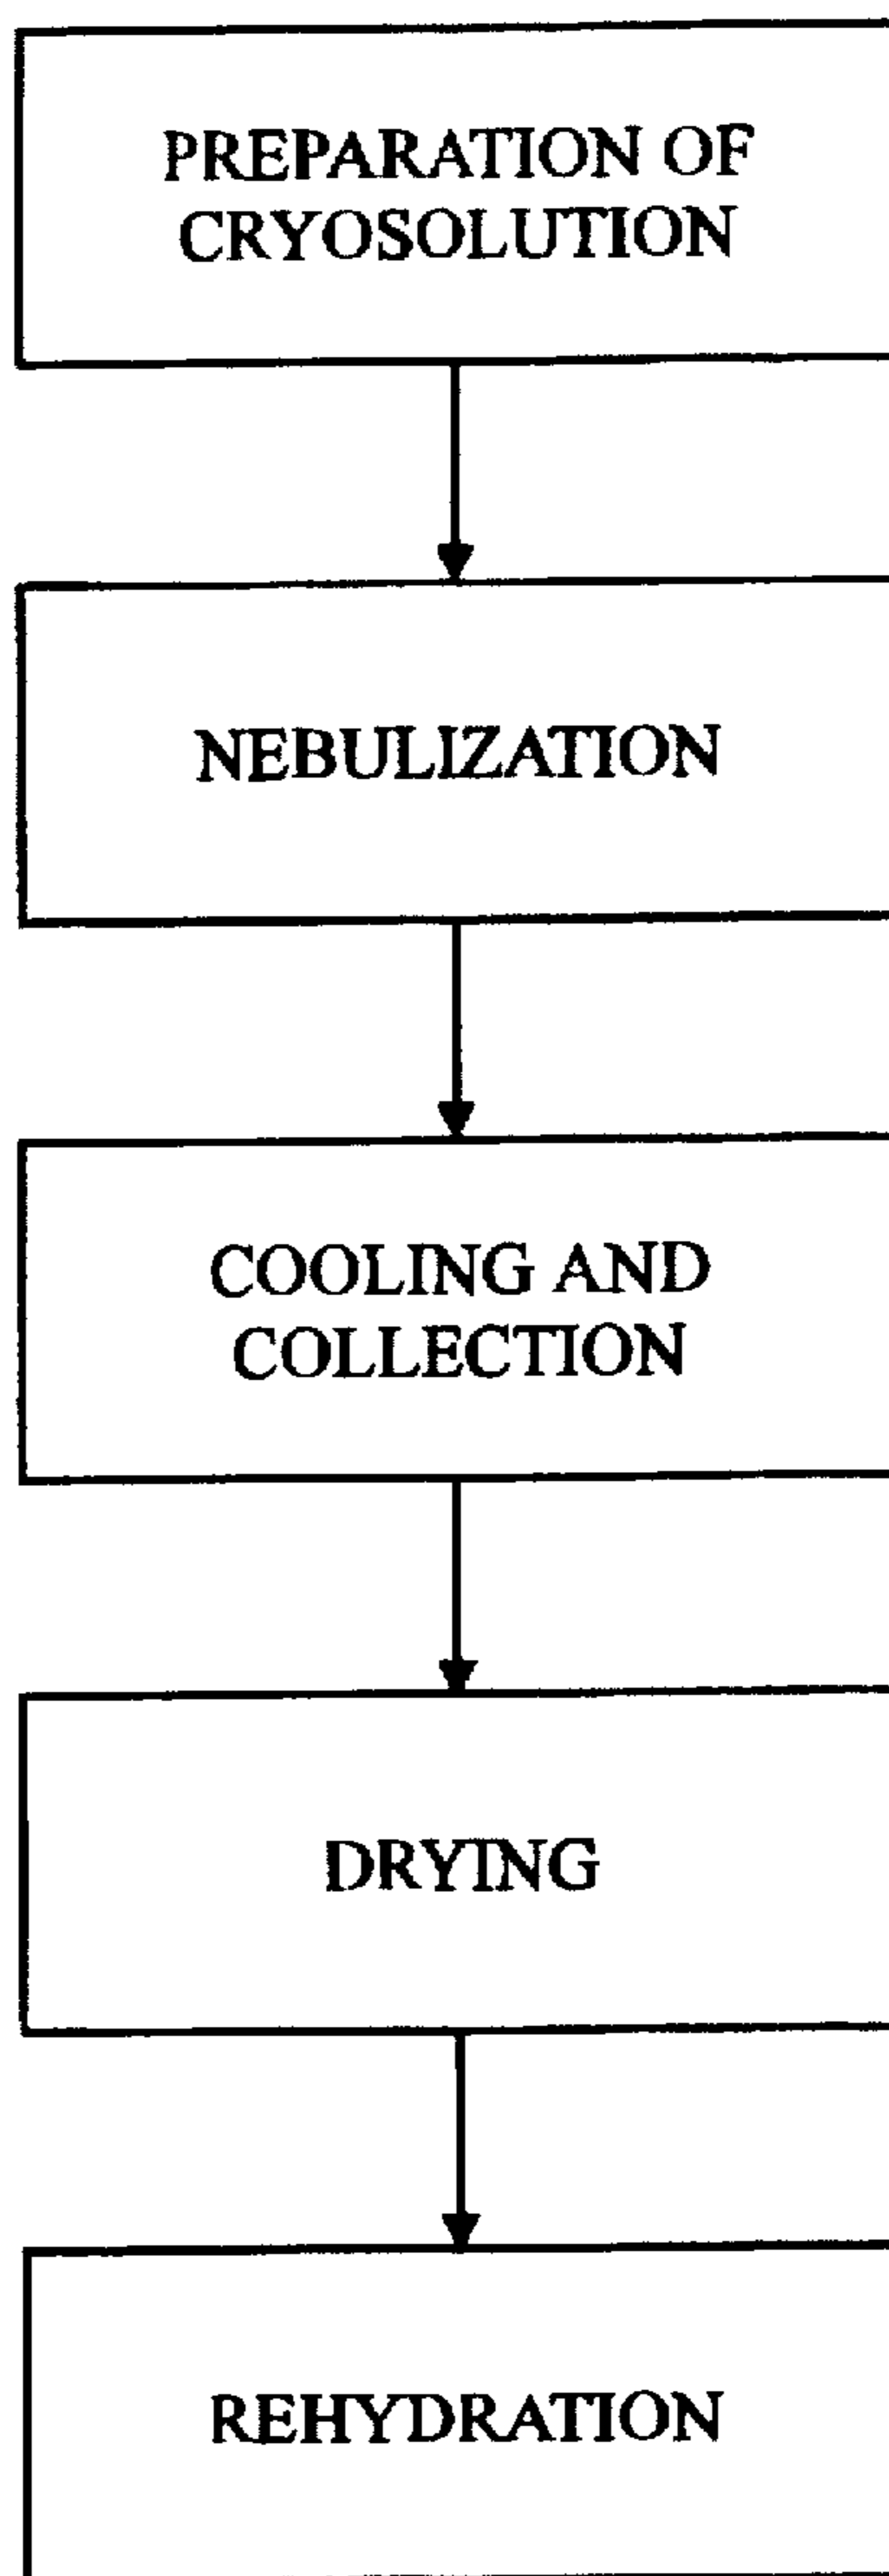 PREPARATION OF
CRYOSOLUTION
NEBULIZATION
COOLING AND
COLLECTION
DRYING
REHYDRATION